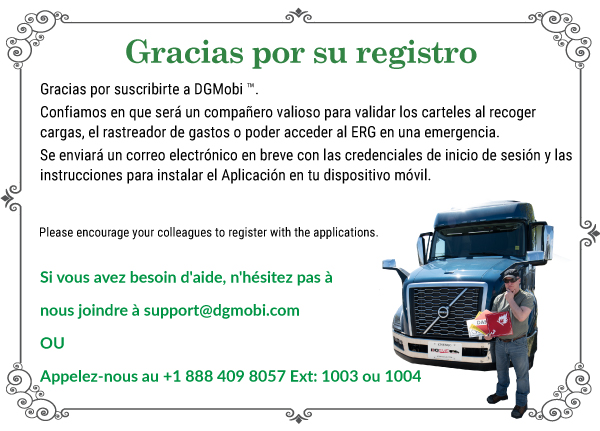 Gracias por su registro
Gracias por suscribirte a DGMobi ™.
Confiamos en que será un compañero valioso para validar los carteles al recoger
cargas, el rastreador de gastos o poder acceder al ERG en una emergencia.
Se enviará un correo electrónico en breve con las credenciales de inicio de sesión y las
instrucciones para instalar el Aplicación en tu dispositivo móvil.
Please encourage your colleagues to register with the applications.
Si vous avez besoin d'aide, n'hésitez pas à
nous joindre à support@dgmobi.com
OU
Appelez-nous au +1 888 409 8057 Ext: 1003 ou 1004